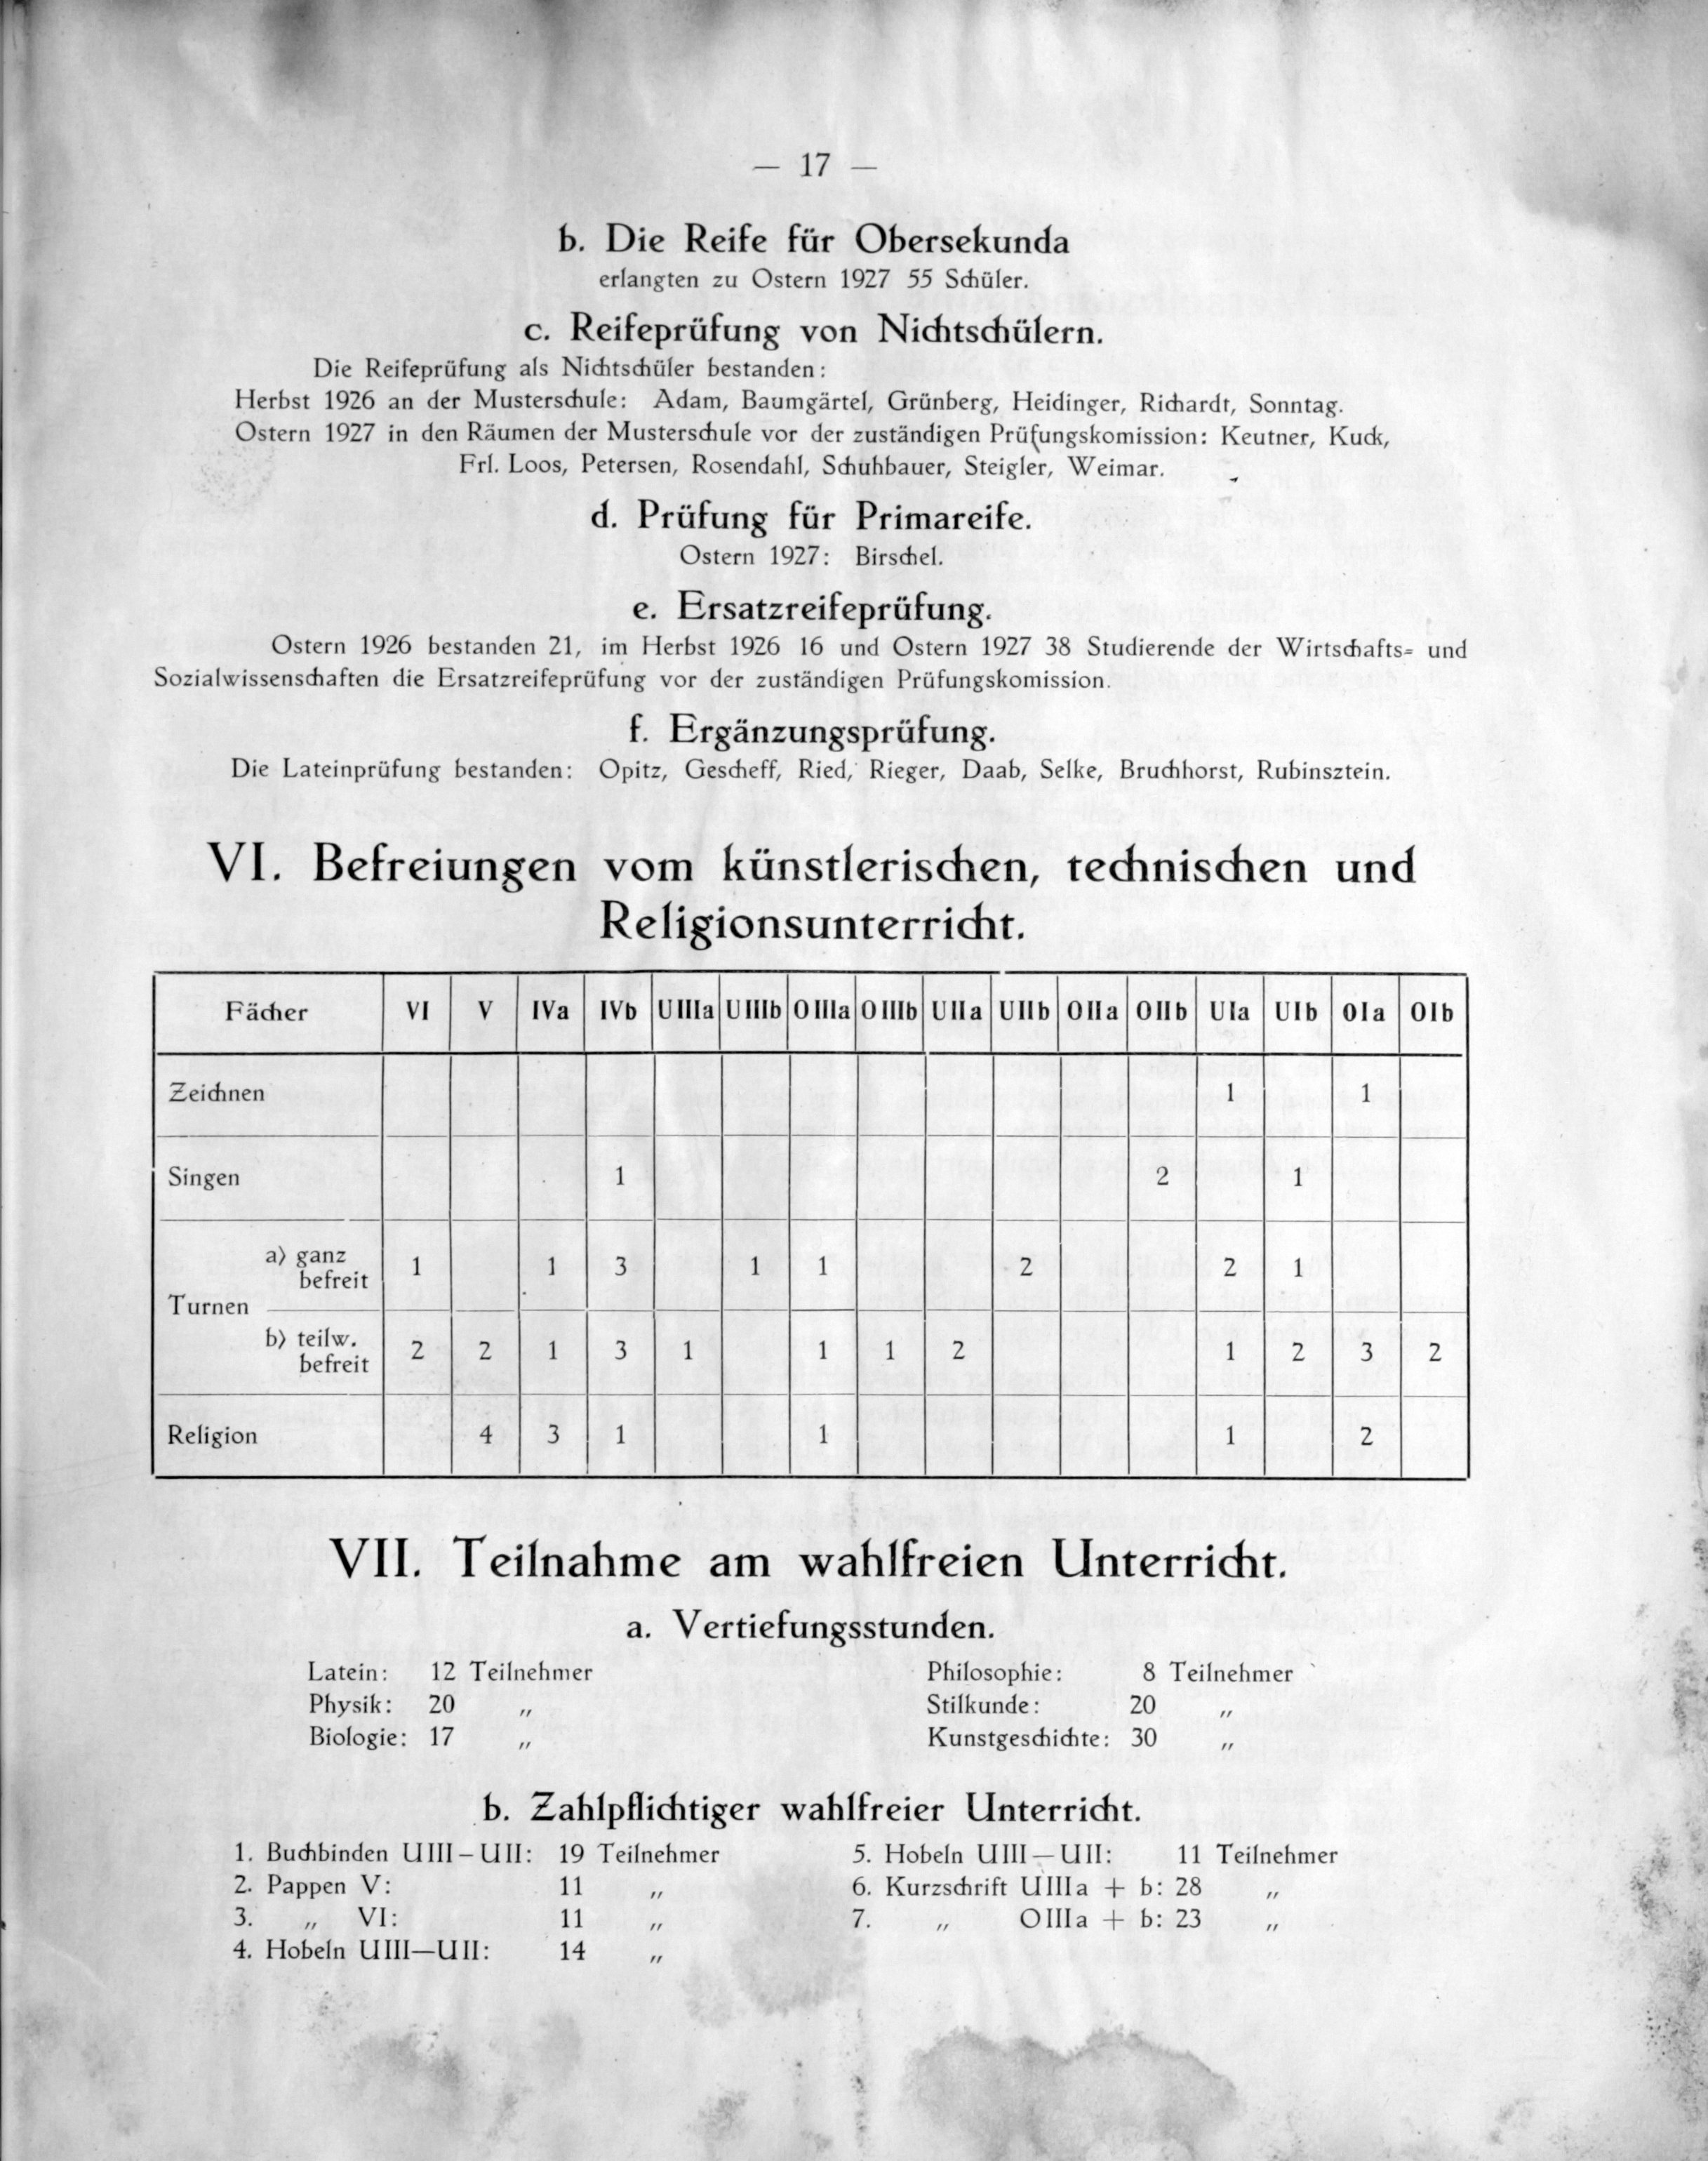 — 17 —
b. Die Reife für Obersekunda
erlangten zu Ostern 1927 55 Schüler.
c. Reifeprüfung von Nichtschülern.
Die Reifeprüfung als Nichtschüler bestanden:
Herbst 1926 an der Musterschule: Adam, Baumgärtel, Grünberg, Heidinger, Richardt, Sonntag.
Ostern 1927 in den Räumen der Musterschule vor der zuständigen Prüfungskomission: Keutner, Kuck,
Frl. Loos, Petersen, Rosendahl, Schuhbauer, Steigler, Weimar.
d. Prüfung für Primareife.
Ostern 1927: Birschel.
e. Ersatzreifeprüfung.
Ostern 1926 bestanden 21, im Herbst 1926 16 und Ostern 1927 38 Studierende der Wirtschafts- und
Sozialwissenschaften die Ersatzreifeprüfung vor der zuständigen Prüfungskomission.
f. Ergänzungsprüfung.
Die Lateinprüfung bestanden: Opitz, Gescheff, Ried, Rieger, Daab, Selke, Bruchhorst, Rubinsztein.
VI. Befreiungen vom künstlerischen, technischen und
Religionsunterricht.
Fächer VI V IVa IVb UIIIa UIIIb OIIIa OIIIb UIIa UIIb OIIa OIIb UIa UIb OIa OIb
Zeichnen 1 1
Singen 1 2 1
Turnen
a) ganz befreit 1 1 3 1 1 2 2 1
b) teilw. befreit 2 2 1 3 1 1 1 2 1 2 3 2
Religion 4 3 1 1 1 2
VII. Teilnahme am wahlfreien Unterricht.
a. Vertiefungsstunden.
Latein: 12 Teilnehmer
Physik: 20 „
Biologie: 17 „
Philosophie: 8 Teilnehmer
Stilkunde: 20 „
Kunstgeschichte: 30 „
b. Zahlpflichtiger wahlfreier Unterricht.
1. Buchbinden UIII–UII: 19 Teilnehmer
2. Pappen V: 11 „
3. „ VI: 11 „
4. Hobeln UIII—UII: 14 „
5. Hobeln UIII—UII: 11 Teilnehmer
6. Kurzschrift UIIIa + b: 28 „
7. „ OIIIa + b: 23 „